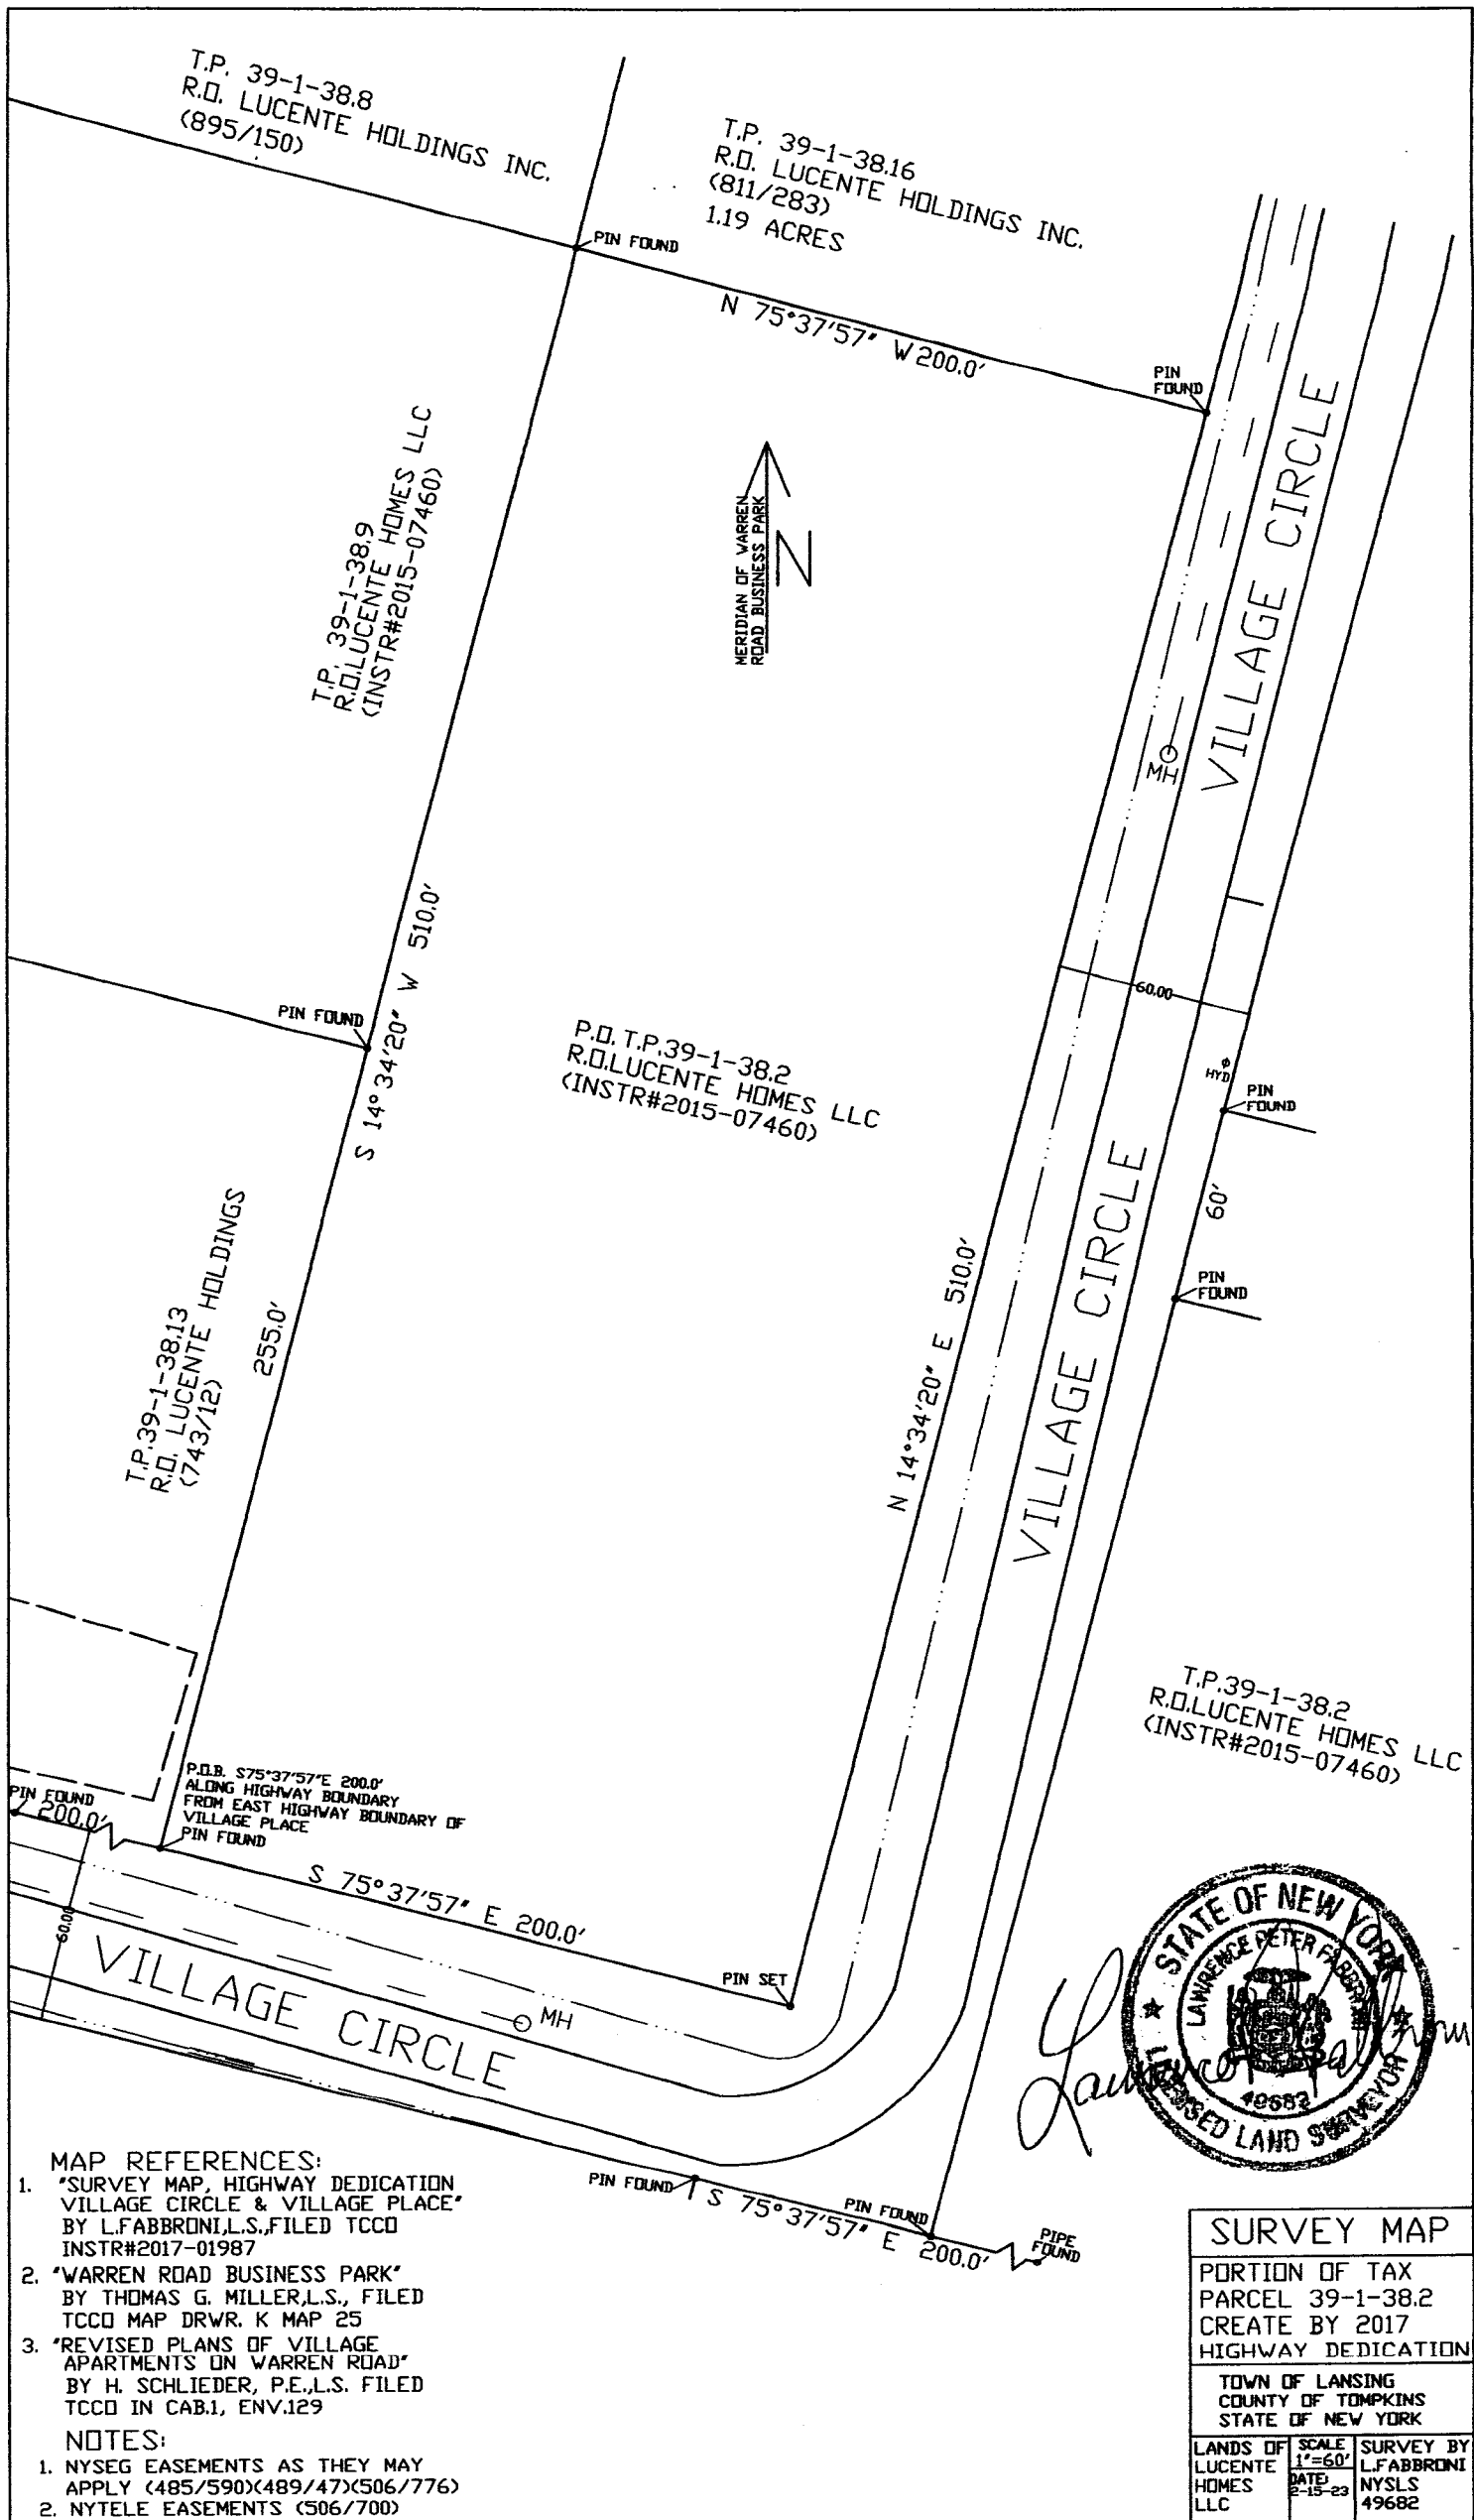 T.P. 39-1-38.8
R.O. LUCENTE HOLDINGS INC.
(895/150)
T.P. 39-1-38.16
R.O. LUCENTE HOLDINGS INC.
(811/283)
1.19 ACRES
PIN FOUND
N 75°37'57" W 200.0'
PIN
FOUND
T.P. 39-1-38.9
R.O.LUCENTE HOMES LLC
(INSTR#2015-07460)
MERIDIAN OF WARREN
ROAD BUSINESS PARK
N
VILLAGE CIRCLE
MH
S 14°34'20" W 510.0'
PIN FOUND
60.00
P.O. T.P.39-1-38.2
R.O.LUCENTE HOMES LLC
(INSTR#2015-07460)
HYD
PIN
FOUND
60'
PIN
FOUND
VILLAGE CIRCLE
N 14°34'20" E 510.0'
T.P.39-1-38.13
R.O. LUCENTE HOLDINGS
(743/12)
255.0'
T.P.39-1-38.2
R.O.LUCENTE HOMES LLC
(INSTR#2015-07460)
P.O.B. S75°37'57"E 200.0'
ALONG HIGHWAY BOUNDARY
FROM EAST HIGHWAY BOUNDARY OF
VILLAGE PLACE
PIN FOUND
PIN FOUND
200.0'
60.00
S 75°37'57" E 200.0'
PIN SET
VILLAGE CIRCLE
MH
STATE OF NEW YORK
LAWRENCE PETER FABBRONI
49682
LICENSED LAND SURVEYOR
PIN FOUND
S 75°37'57" E 200.0'
PIN FOUND
PIPE
FOUND
MAP REFERENCES:
1. "SURVEY MAP, HIGHWAY DEDICATION
VILLAGE CIRCLE & VILLAGE PLACE"
BY L.FABBRONI,L.S.,FILED TCCO
INSTR#2017-01987
2. "WARREN ROAD BUSINESS PARK"
BY THOMAS G. MILLER,L.S., FILED
TCCO MAP DRWR. K MAP 25
3. "REVISED PLANS OF VILLAGE
APARTMENTS ON WARREN ROAD"
BY H. SCHLIEDER, P.E.,L.S. FILED
TCCO IN CAB.1, ENV.129
NOTES:
1. NYSEG EASEMENTS AS THEY MAY
APPLY (485/590)(489/47)(506/776)
2. NYTELE EASEMENTS (506/700)
SURVEY MAP
PORTION OF TAX
PARCEL 39-1-38.2
CREATE BY 2017
HIGHWAY DEDICATION
TOWN OF LANSING
COUNTY OF TOMPKINS
STATE OF NEW YORK
LANDS OF
LUCENTE
HOMES
LLC
SCALE
1"=60'
DATE:
2-15-23
SURVEY BY
L.FABBRONI
NYSLS
49682